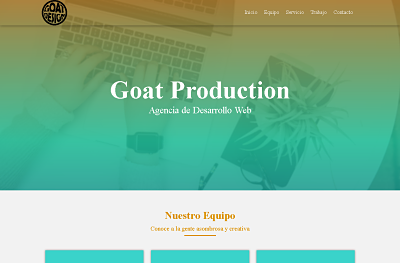 GOAT
Inicio Equipo Servicio Trabajo Contacto
Goat Production
Agencia de Desarrollo Web
Nuestro Equipo
Conoce a la gente asombrosa y creativa